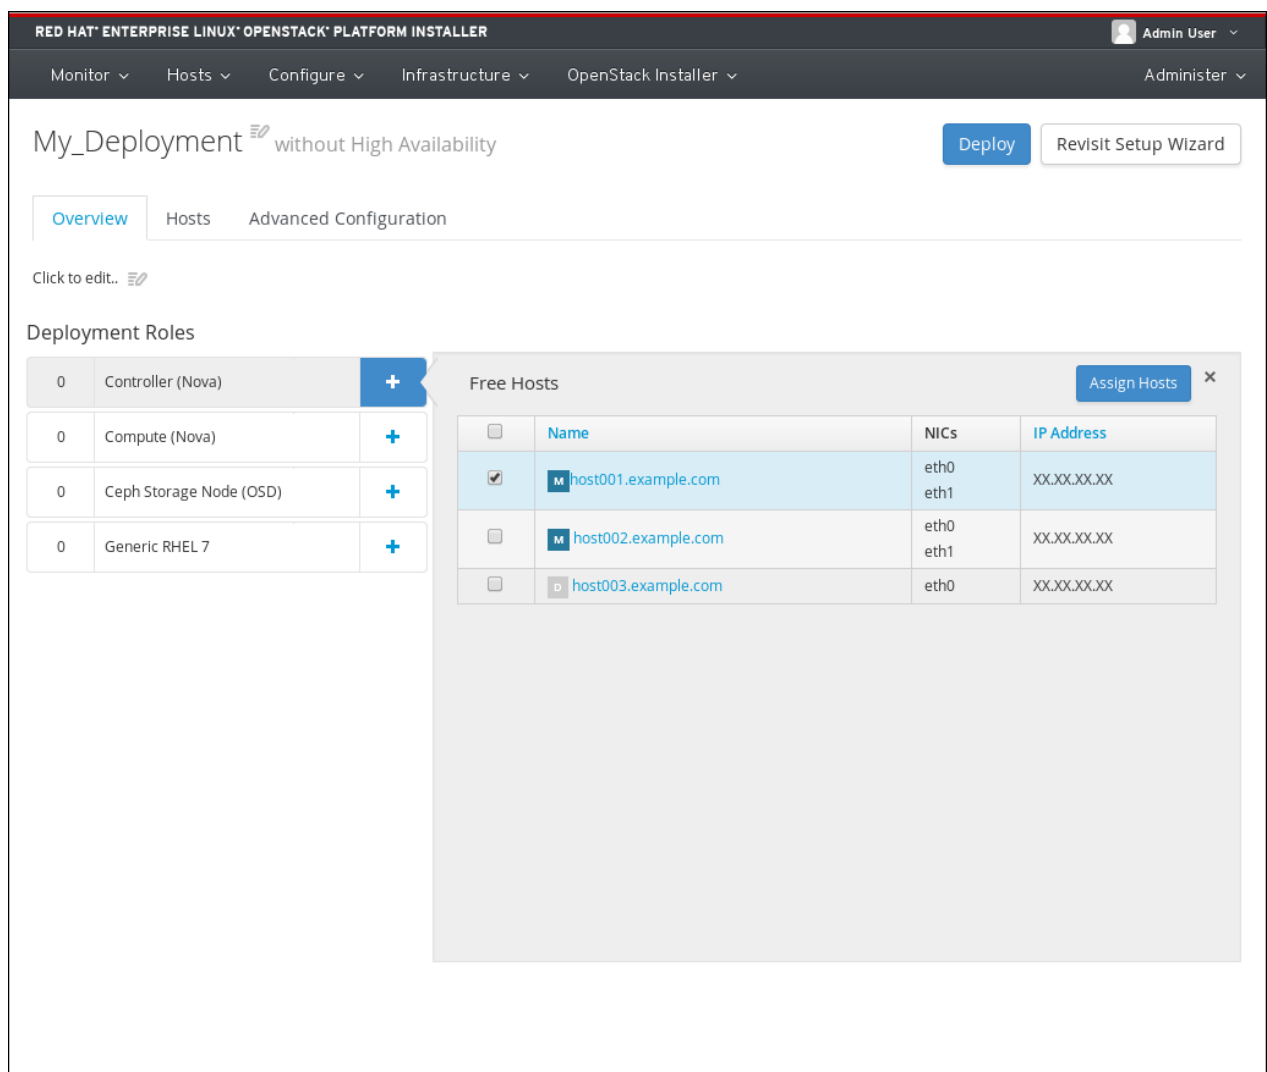 RED HAT® ENTERPRISE LINUX® OPENSTACK® PLATFORM INSTALLER Admin User
Monitor Hosts Configure Infrastructure OpenStack Installer Administer
My_Deployment without High Availability Deploy Revisit Setup Wizard
Overview Hosts Advanced Configuration
Click to edit..
Deployment Roles
0 Controller (Nova)
0 Compute (Nova)
0 Ceph Storage Node (OSD)
0 Generic RHEL 7
Free Hosts Assign Hosts
Name NICs IP Address
M host001.example.com eth0 XX.XX.XX.XX
eth1
M host002.example.com eth0 XX.XX.XX.XX
eth1
D host003.example.com eth0 XX.XX.XX.XX